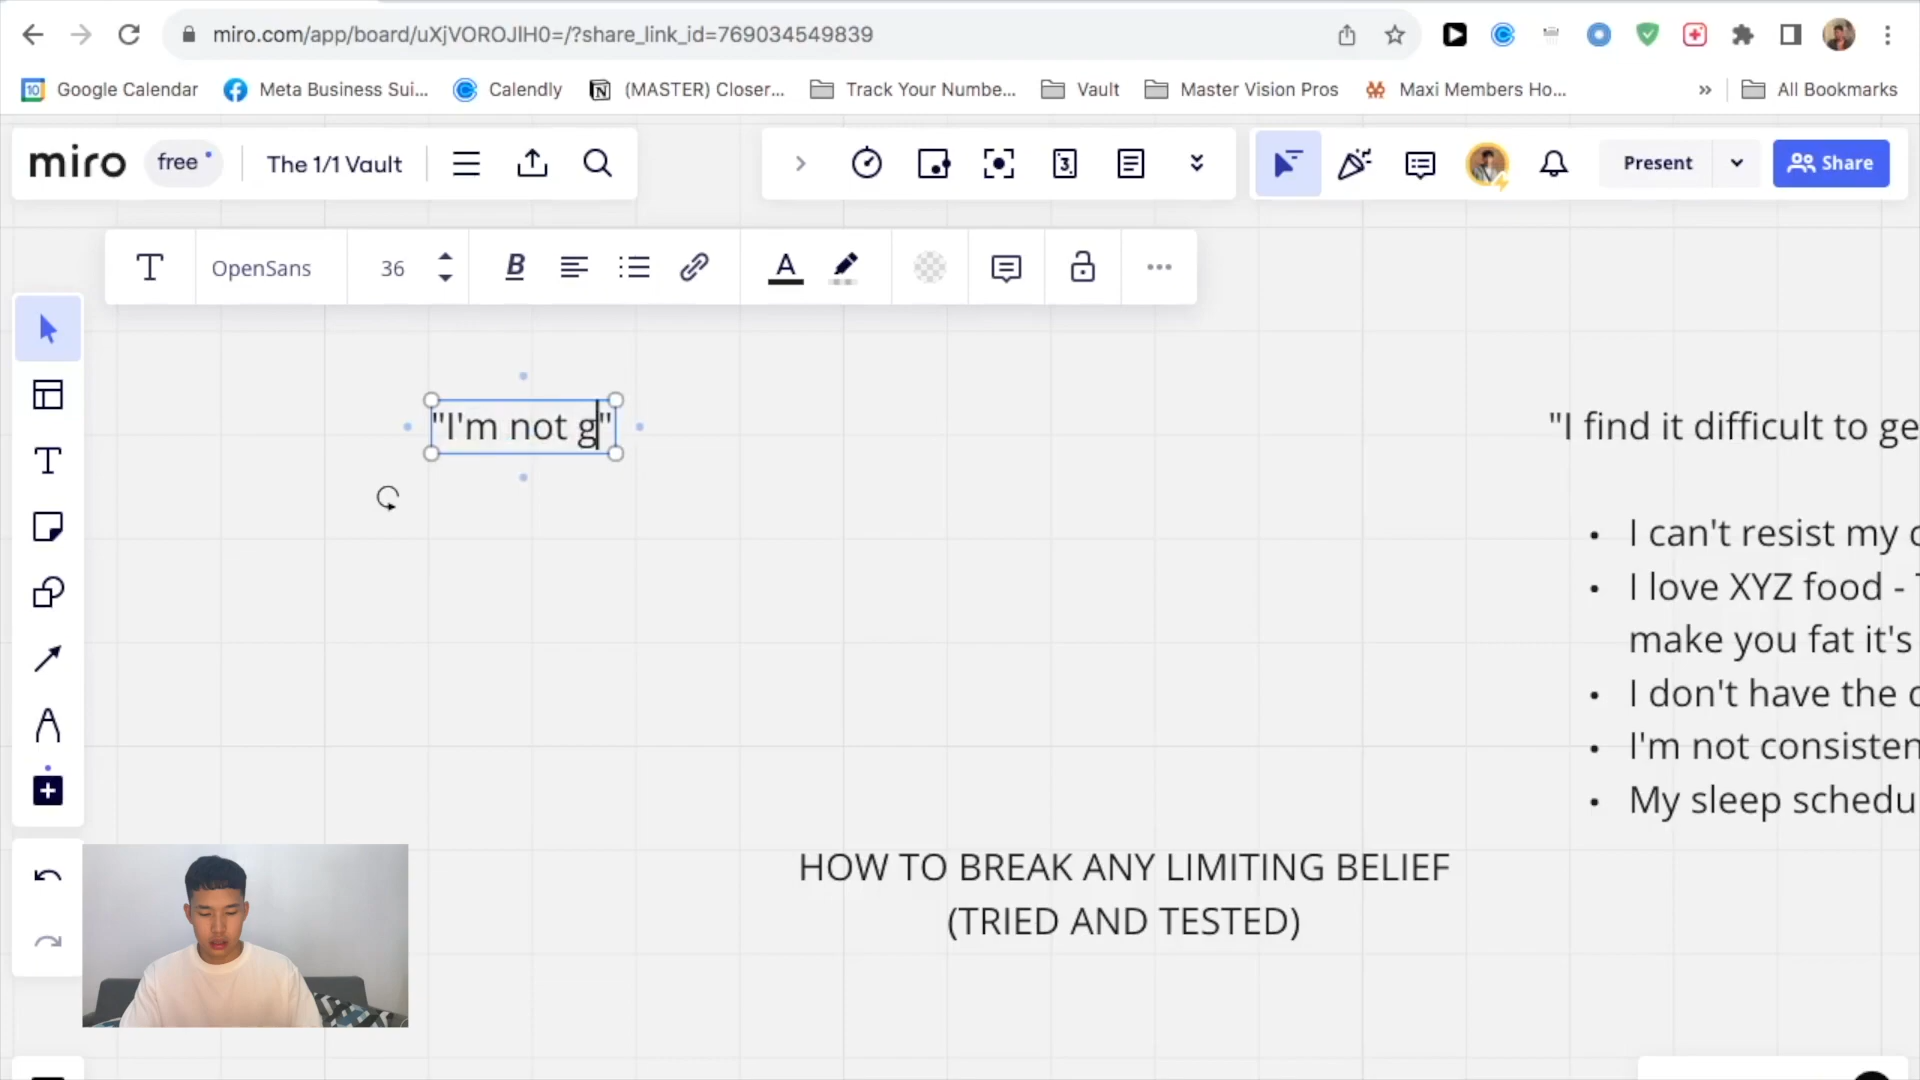 miro.com/app/board/uXjVOROJlH0=/?share_link_id=769034549839
10 Google Calendar Meta Business Sui... Calendly (MASTER) Closer... Track Your Numbe... Vault Master Vision Pros Maxi Members Ho... » All Bookmarks
miro free The 1/1 Vault 3 Present Share
OpenSans 36 B A
"I'm not g"
"I find it difficult to ge
• I can't resist my
• I love XYZ food -
make you fat it's
• I don't have the
• I'm not consisten
• My sleep schedu
HOW TO BREAK ANY LIMITING BELIEF
(TRIED AND TESTED)